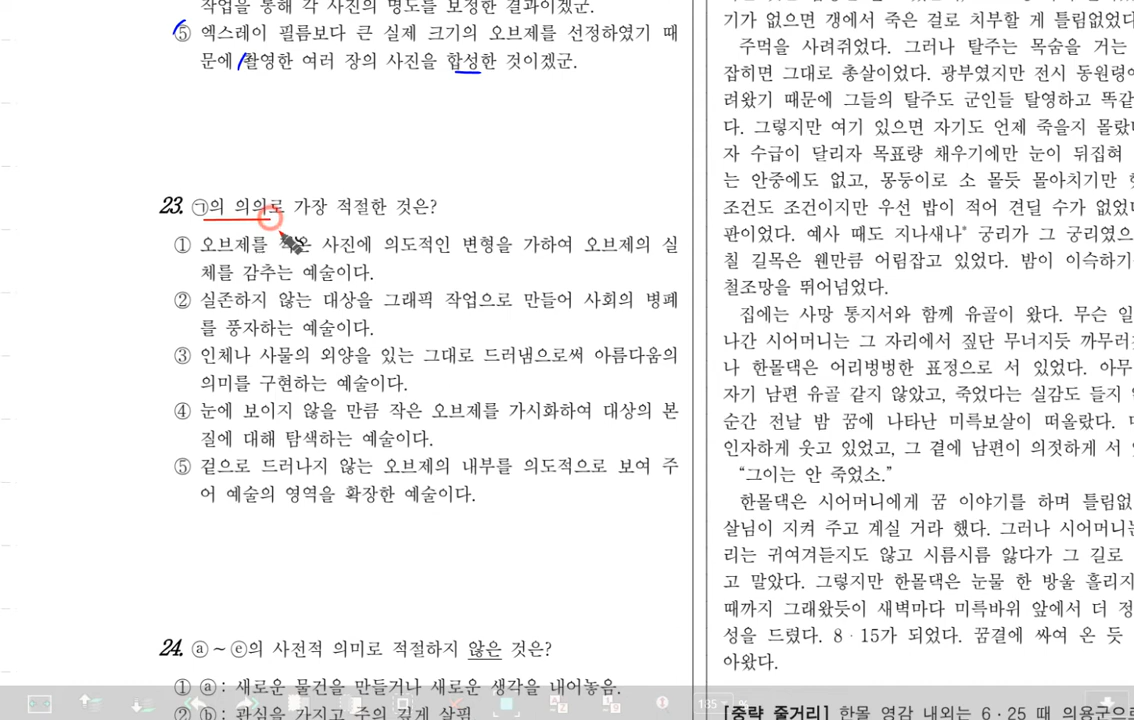 작업을 통해 각 사진의 명도를 보정한 결과이겠군.
⑤ 엑스레이 필름보다 큰 실제 크기의 오브제를 선정하였기 때
문에 촬영한 여러 장의 사진을 합성한 것이겠군.
23. ㉠의 의의로 가장 적절한 것은?
① 오브제를 사진에 의도적인 변형을 가하여 오브제의 실
체를 감추는 예술이다.
② 실존하지 않는 대상을 그래픽 작업으로 만들어 사회의 병폐
를 풍자하는 예술이다.
③ 인체나 사물의 외양을 있는 그대로 드러냄으로써 아름다움의
의미를 구현하는 예술이다.
④ 눈에 보이지 않을 만큼 작은 오브제를 가시화하여 대상의 본
질에 대해 탐색하는 예술이다.
⑤ 겉으로 드러나지 않는 오브제의 내부를 의도적으로 보여 주
어 예술의 영역을 확장한 예술이다.
24. ⓐ~ⓔ의 사전적 의미로 적절하지 않은 것은?
① ⓐ: 새로운 물건을 만들거나 새로운 생각을 내어놓음.
② ⓑ: 관심을 가지고 주의 깊게 살핌
기가 없으면 갱에서 죽은 걸로 치부할 게 틀림없었다
주먹을 사려쥐었다. 그러나 탈주는 목숨을 거는
잡히면 그대로 총살이었다. 광부였지만 전시 동원령에
려왔기 때문에 그들의 탈주도 군인들 탈영하고 똑같
다. 그렇지만 여기 있으면 자기도 언제 죽을지 몰랐다
자 수급이 달리자 목표량 채우기에만 눈이 뒤집혀
는 안중에도 없고, 몽둥이로 소 몰듯 몰아치기만
조건도 조건이지만 우선 밥이 적어 견딜 수가 없었다
판이었다. 예사 때도 지나새나* 궁리가 그 궁리였으
칠 길목은 웬만큼 어림잡고 있었다. 밤이 이슥하기
철조망을 뛰어넘었다.
집에는 사망 통지서와 함께 유골이 왔다. 무슨 일
나간 시어머니는 그 자리에서 짚단 무너지듯 까무러
나 한몰댁은 어리벙벙한 표정으로 서 있었다. 아무
자기 남편 유골 같지 않았고, 죽었다는 실감도 들지
순간 전날 밤 꿈에 나타난 미륵보살이 떠올랐다.
인자하게 웃고 있었고, 그 곁에 남편이 의젓하게 서
“그이는 안 죽었소.”
한몰댁은 시어머니에게 꿈 이야기를 하며 틀림없
살님이 지켜 주고 계실 거라 했다. 그러나 시어머니는
리는 귀여겨듣지도 않고 시름시름 앓다가 그 길로
고 말았다. 그렇지만 한몰댁은 눈물 한 방울 흘리지
때까지 그래왔듯이 새벽마다 미륵바위 앞에서 더 정
성을 드렸다. 8·15가 되었다. 꿈결에 싸여 온 듯
아왔다.
[중략 줄거리] 한몰 영감 내외는 6·25 때 의용군으로